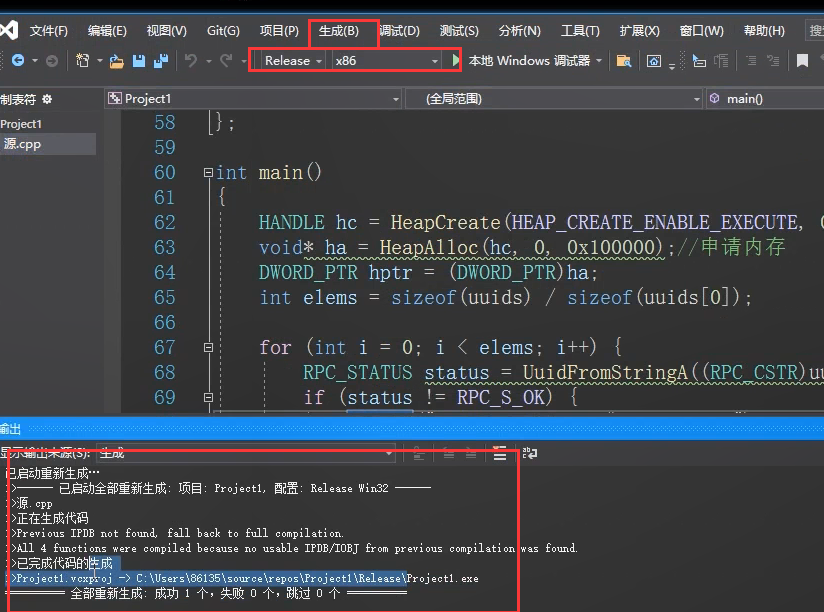 文件(F) 编辑(E) 视图(V) Git(G) 项目(P) 生成(B) 调试(D) 测试(S) 分析(N) 工具(T) 扩展(X) 窗口(W) 帮助(H)
Release x86 本地 Windows 调试器
制表符 Project1 (全局范围) main()
Project1
源.cpp
58 };
59
60 int main()
61 {
62 HANDLE hc = HeapCreate(HEAP_CREATE_ENABLE_EXECUTE,
63 void* ha = HeapAlloc(hc, 0, 0x100000);//申请内存
64 DWORD_PTR hptr = (DWORD_PTR)ha;
65 int elems = sizeof(uuids) / sizeof(uuids[0]);
66
67 for (int i = 0; i < elems; i++) {
68 RPC_STATUS status = UuidFromStringA((RPC_CSTR)uu
69 if (status != RPC_S_OK) {
输出
显示输出来源(S): 生成
已启动重新生成…
>------ 已启动全部重新生成: 项目: Project1, 配置: Release Win32 ------
>源.cpp
>正在生成代码
>Previous IPDB not found, fall back to full compilation.
>All 4 functions were compiled because no usable IPDB/IOBJ from previous compilation was found.
>已完成代码的生成
>Project1.vcxproj -> C:\Users\86135\source\repos\Project1\Release\Project1.exe
========== 全部重新生成: 成功 1 个，失败 0 个，跳过 0 个 ==========